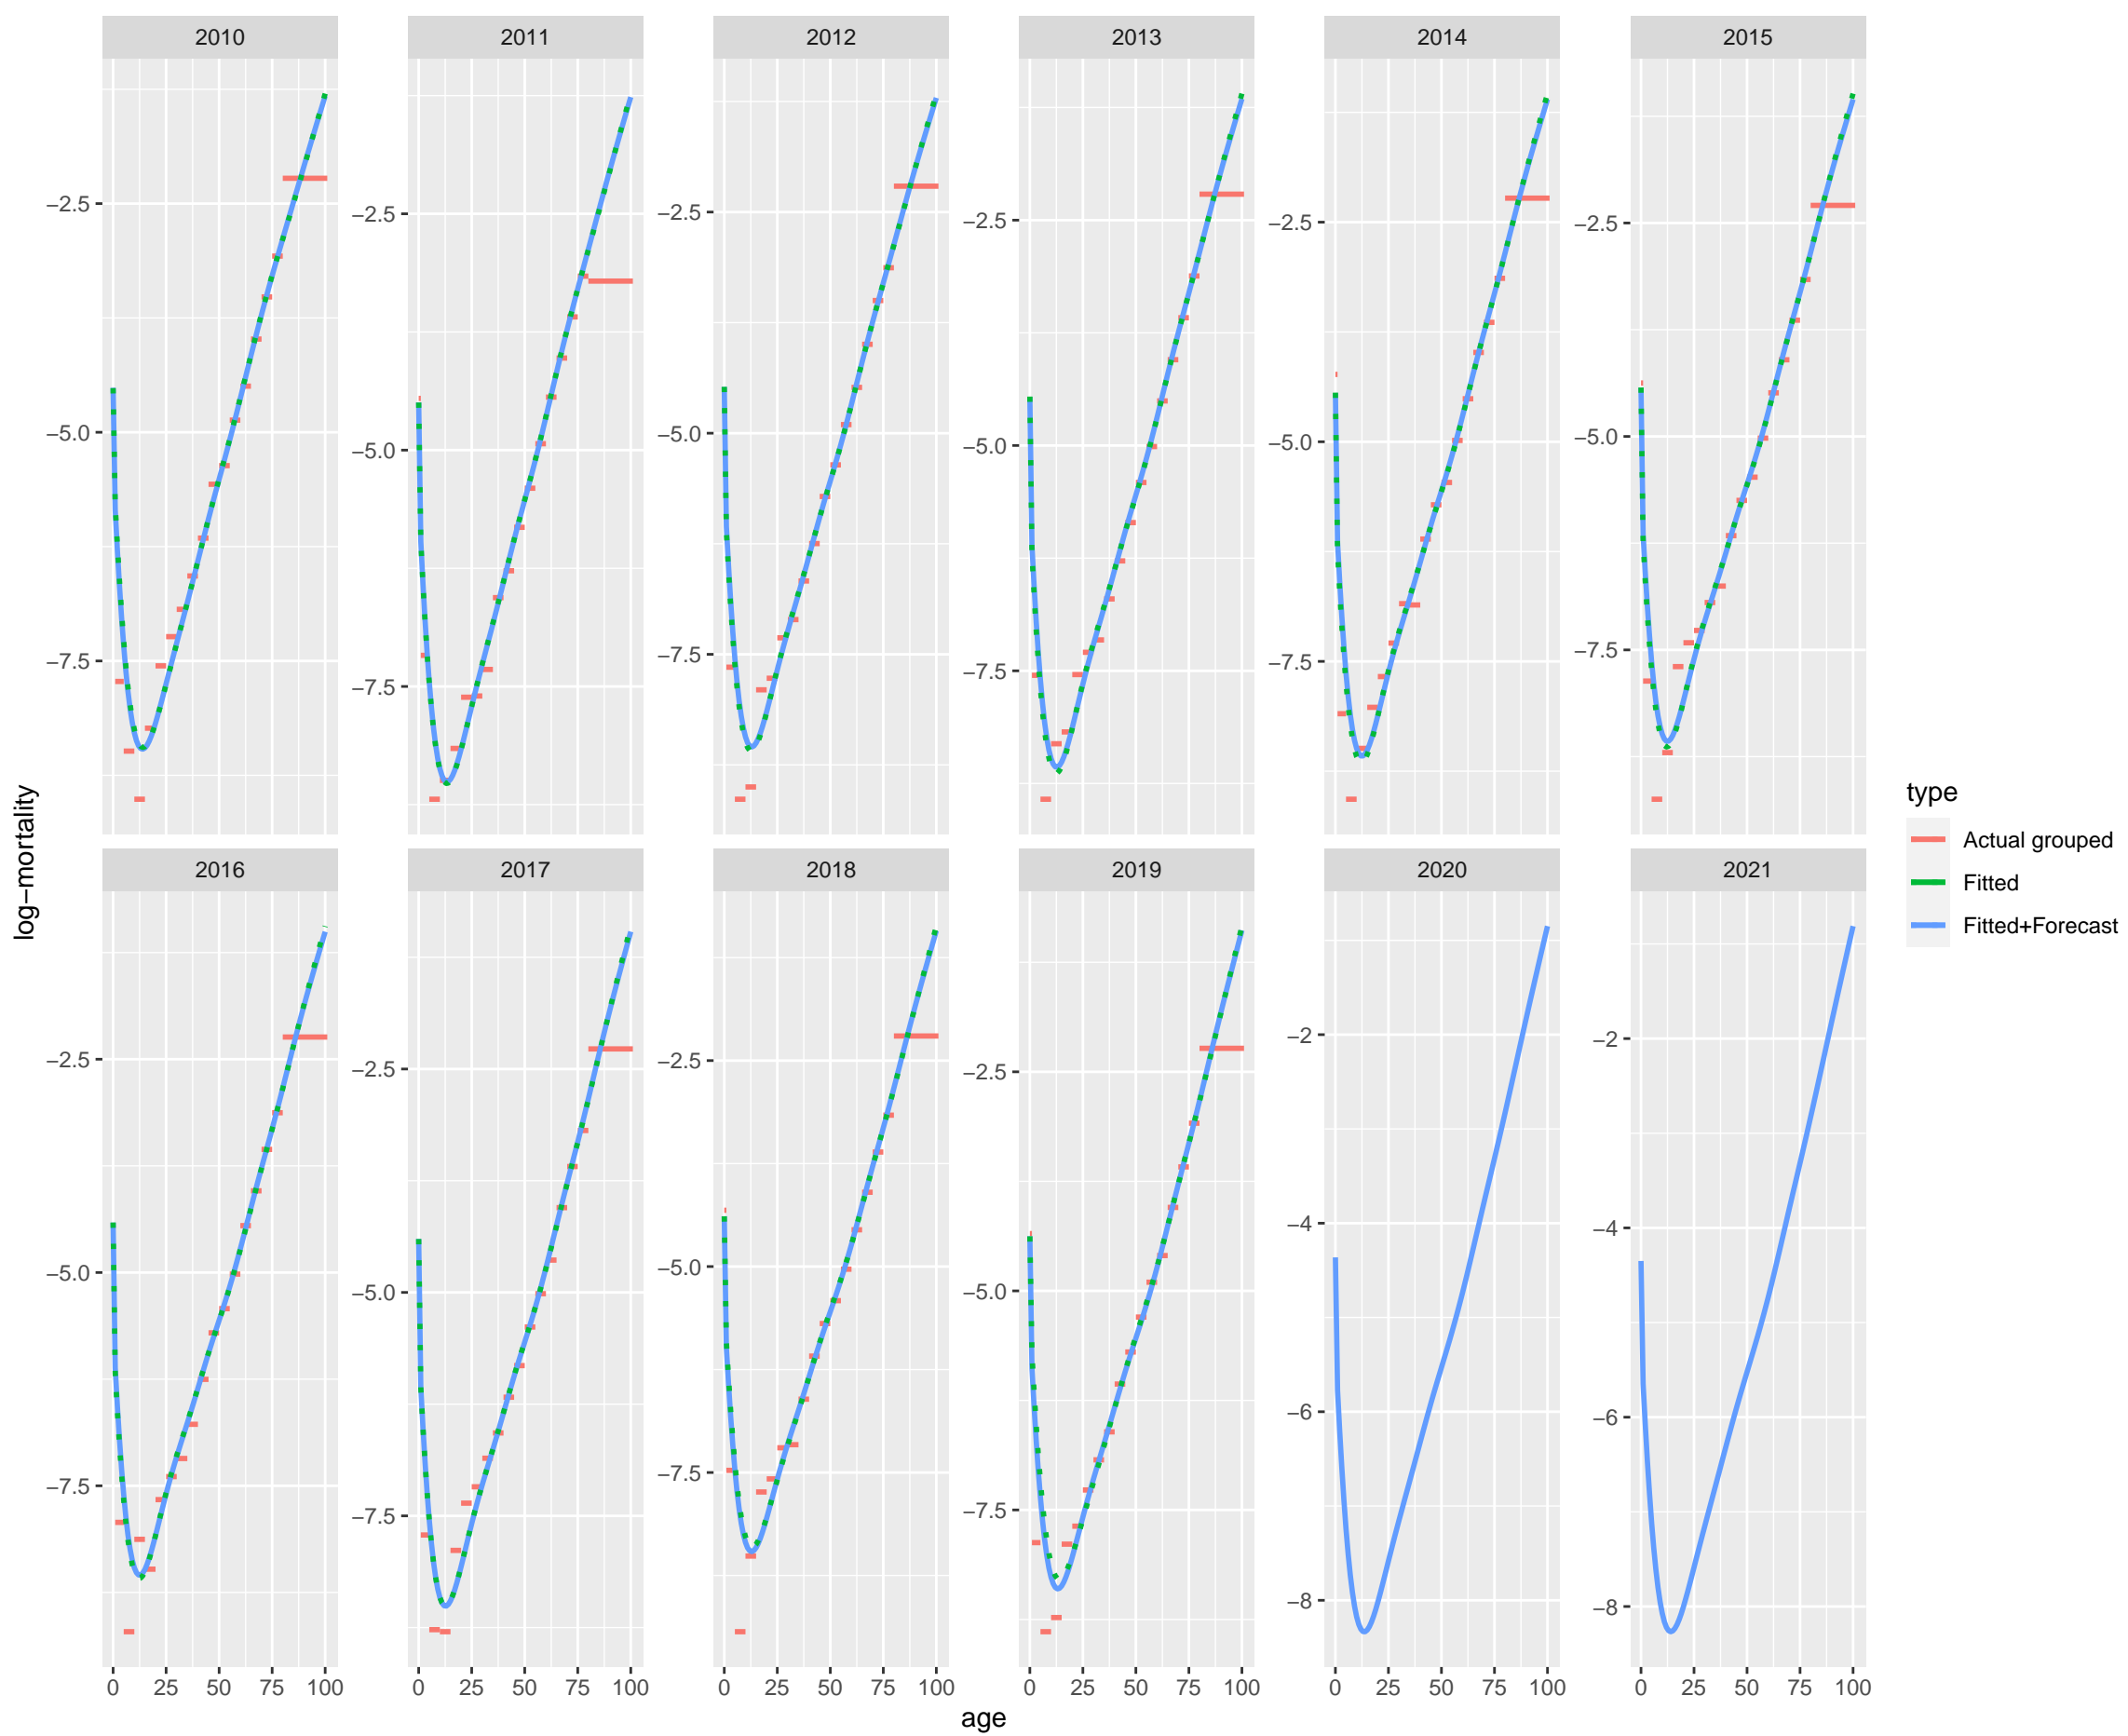 2010 2011 2012 2013 2014 2015
−2.5 −2.5 −2.5 −2.5 −2.5 −2.5
−5.0 −5.0 −5.0 −5.0 −5.0 −5.0
−7.5 −7.5 −7.5 −7.5 −7.5 −7.5
log−mortality
type
Actual grouped
Fitted
Fitted+Forecast
2016 2017 2018 2019 2020 2021
−2.5 −2.5 −2.5 −2.5 −2 −2
−5.0 −5.0 −5.0 −5.0 −4 −4
−7.5 −7.5 −7.5 −7.5 −6 −6
−8 −8
0 25 50 75 100 0 25 50 75 100 0 25 50 75 100 0 25 50 75 100 0 25 50 75 100 0 25 50 75 100
age